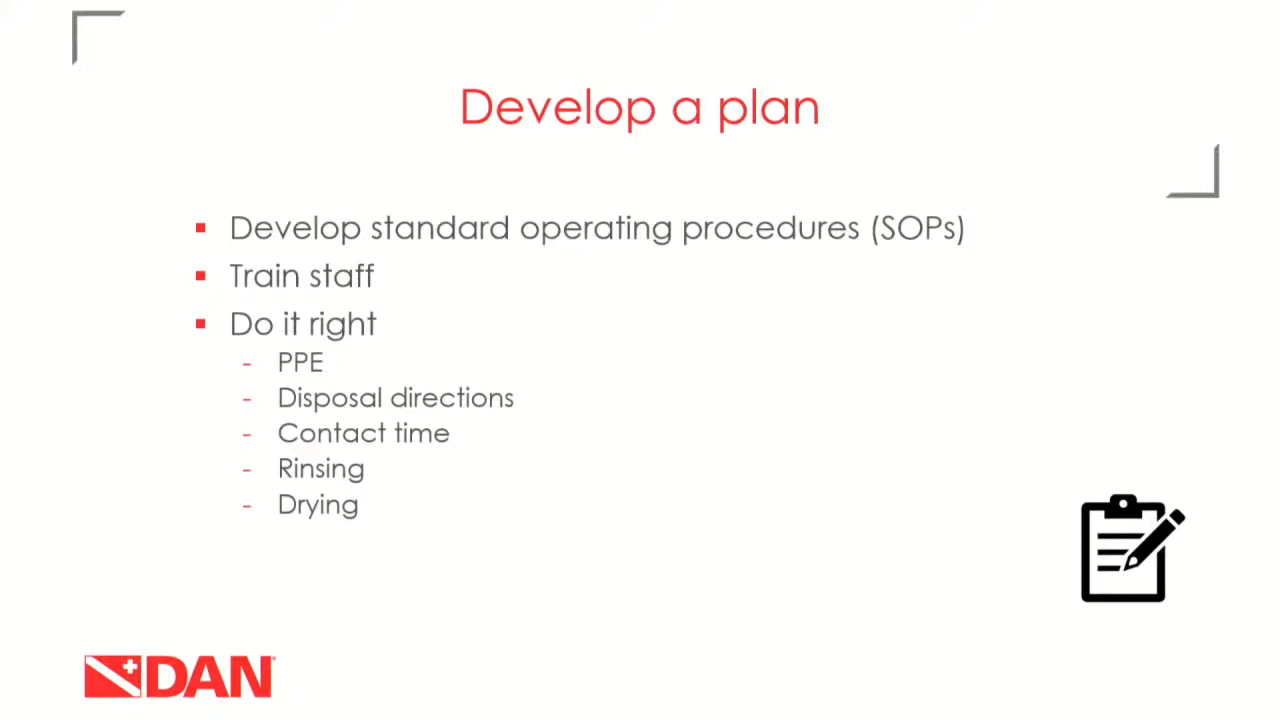 Develop a plan
▪ Develop standard operating procedures (SOPs)
▪ Train staff
▪ Do it right
- PPE
- Disposal directions
- Contact time
- Rinsing
- Drying
DAN